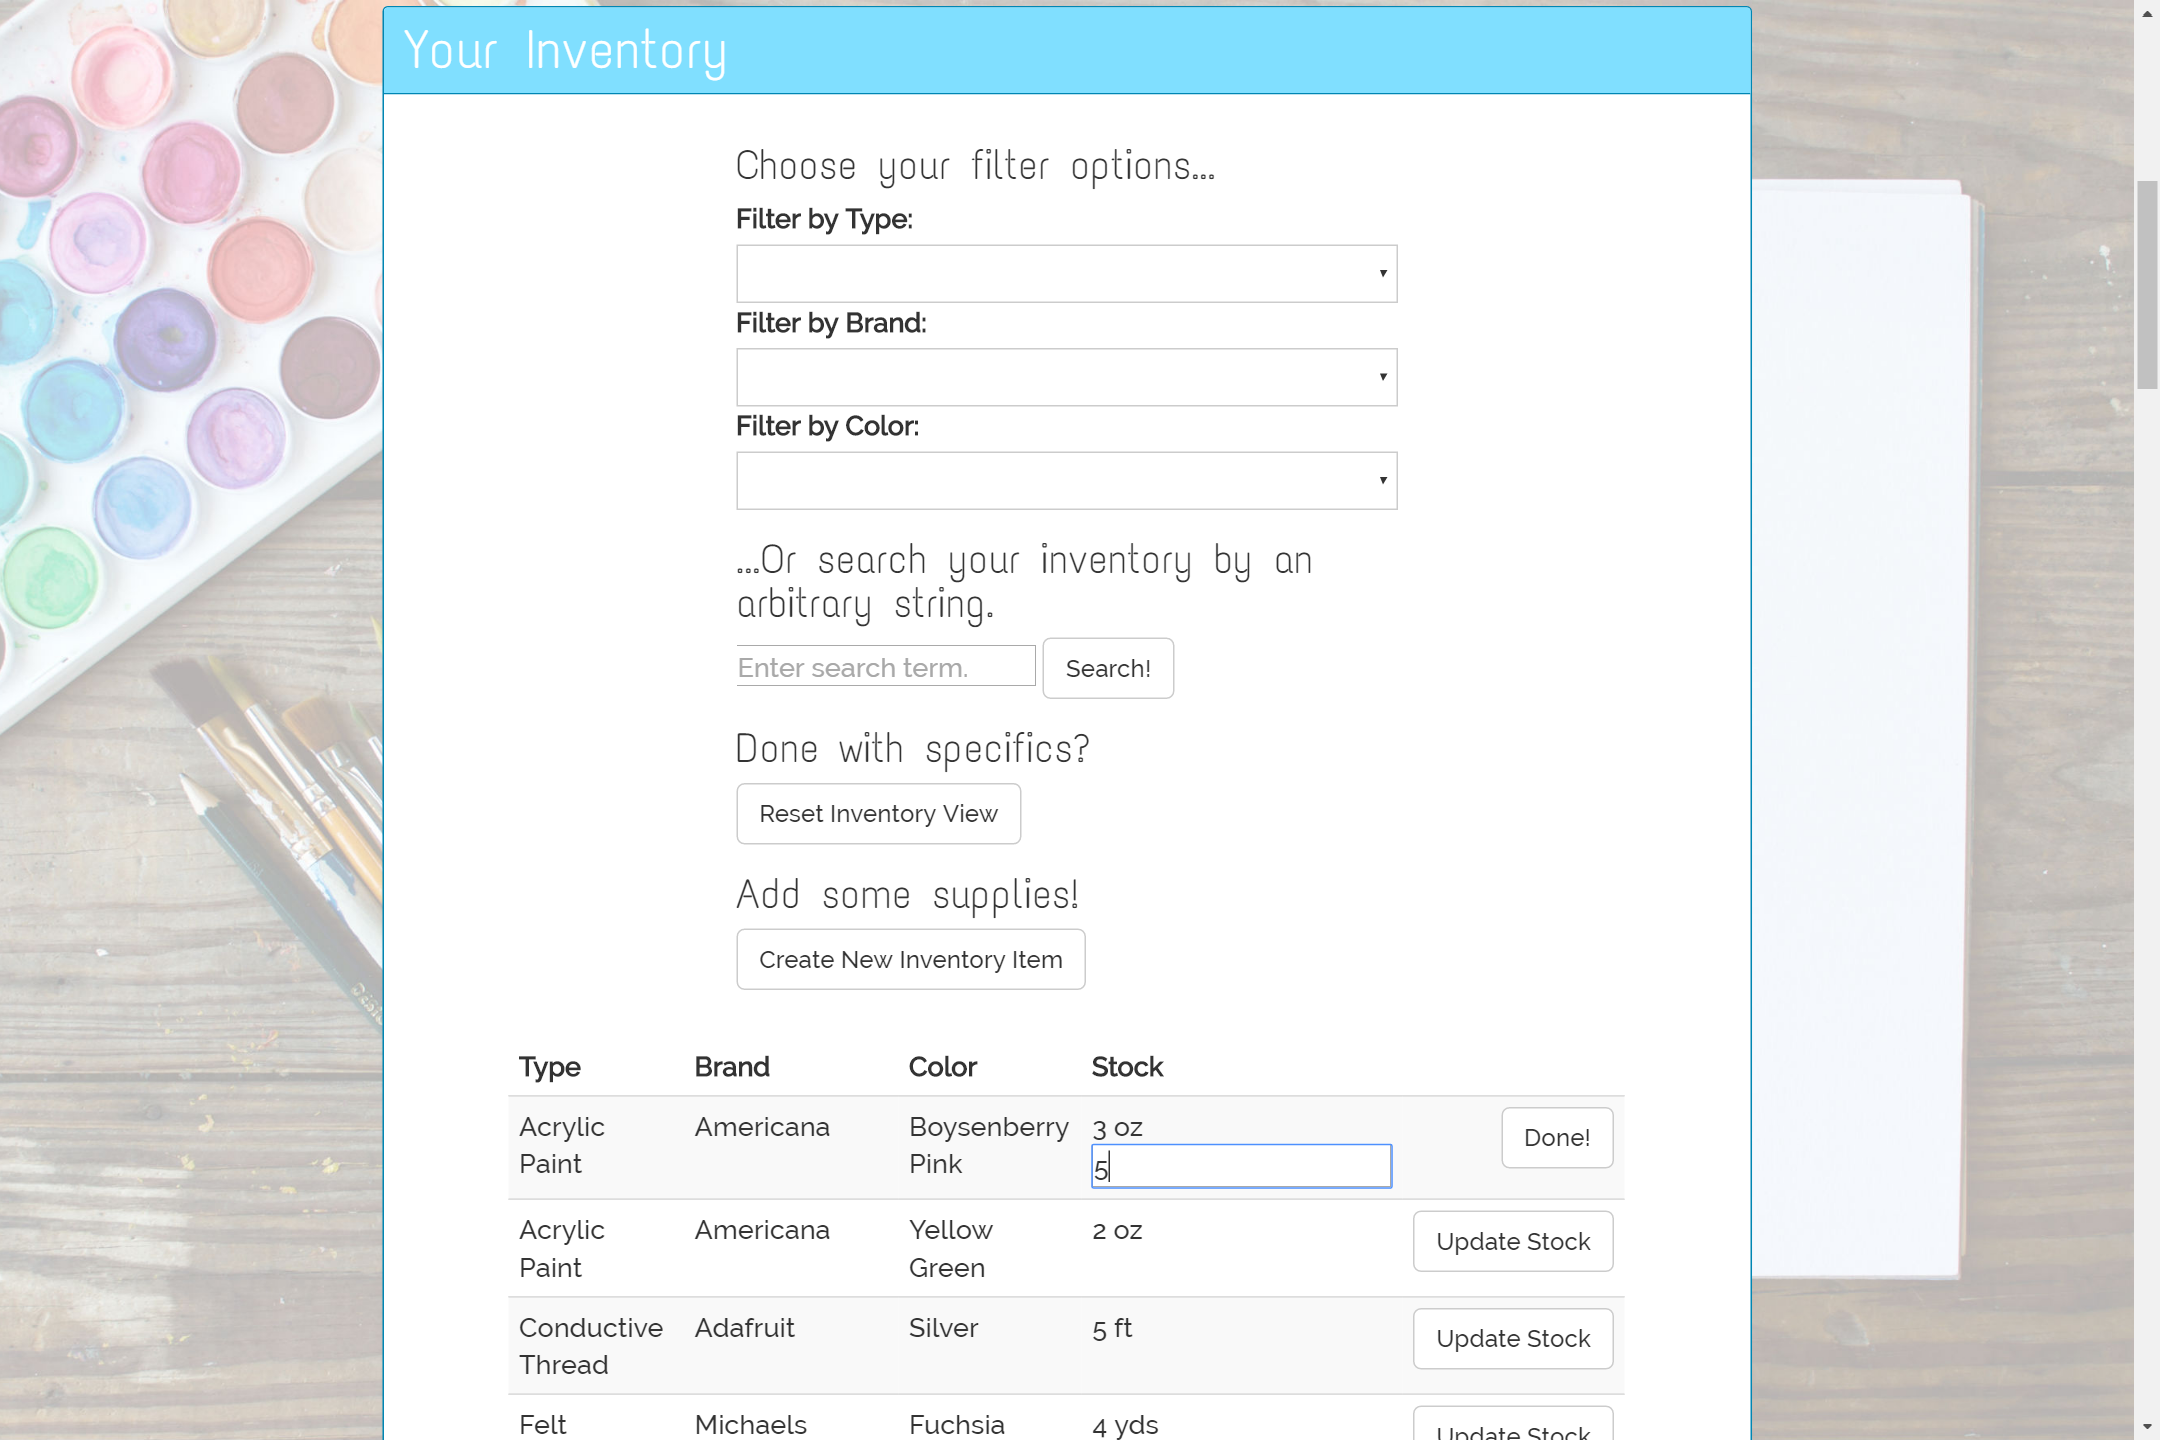 Your Inventory
Choose your filter options...
Filter by Type:
Filter by Brand:
Filter by Color:
...Or search your inventory by an
arbitrary string.
Enter search term. Search!
Done with specifics?
Reset Inventory View
Add some supplies!
Create New Inventory Item
Type Brand Color Stock
Acrylic Americana Boysenberry 3 oz Done!
Paint Pink 5
Acrylic Americana Yellow 2 oz Update Stock
Paint Green
Conductive Adafruit Silver 5 ft Update Stock
Thread
Felt Michaels Fuchsia 4 yds Update Stock